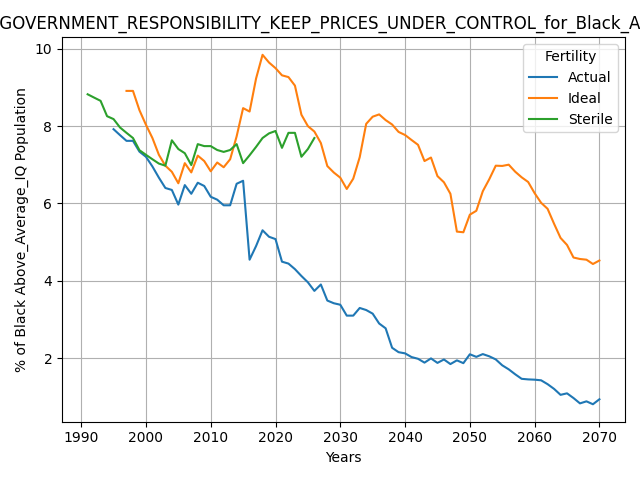 GOVERNMENT_RESPONSIBILITY_KEEP_PRICES_UNDER_CONTROL_for_Black_A
Fertility
Actual
Ideal
Sterile
% of Black Above_Average_IQ Population
10
8
6
4
2
1990 2000 2010 2020 2030 2040 2050 2060 2070
Years